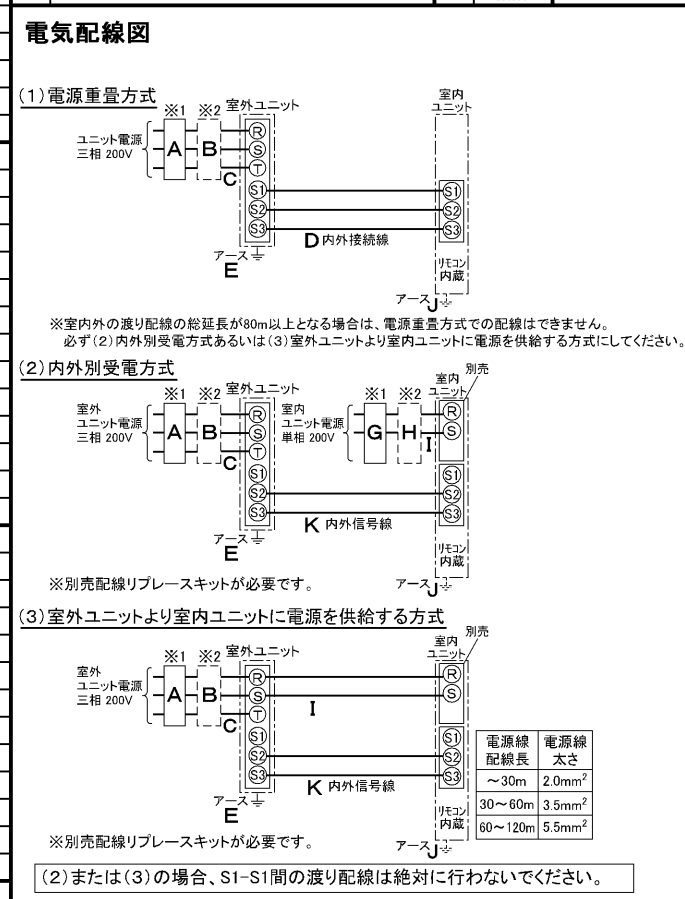 電気配線図
(1)電源重畳方式
※1 ※2 室外ユニット
室内
ユニット
ユニット電源
三相 200V
A B
C
R
S
T
S1
S2
S3
S1
S2
S3
D 内外接続線
アース
E
リモコン
内蔵
アース J
※室内外の渡り配線の総延長が80m以上となる場合は、電源重畳方式での配線はできません。
必ず(2)内外別受電方式あるいは(3)室外ユニットより室内ユニットに電源を供給する方式にしてください。
(2)内外別受電方式
※1 ※2 室外ユニット
※1 ※2
室内
ユニット
別売
室外
ユニット電源
三相 200V
A B
C
R
S
T
S1
S2
S3
室内
ユニット電源
単相 200V
G H
I
R
S
S1
S2
S3
K 内外信号線
アース
E
リモコン
内蔵
アース J
※別売配線リプレースキットが必要です。
(3)室外ユニットより室内ユニットに電源を供給する方式
※1 ※2 室外ユニット
室内
ユニット
別売
室外
ユニット電源
三相 200V
A B
C
R
S
T
S1
S2
S3
I
R
S
S1
S2
S3
K 内外信号線
アース
E
リモコン
内蔵
アース J
電源線
配線長
電源線
太さ
～30m 2.0mm²
30～60m 3.5mm²
60～120m 5.5mm²
※別売配線リプレースキットが必要です。
(2)または(3)の場合、S1-S1間の渡り配線は絶対に行わないでください。